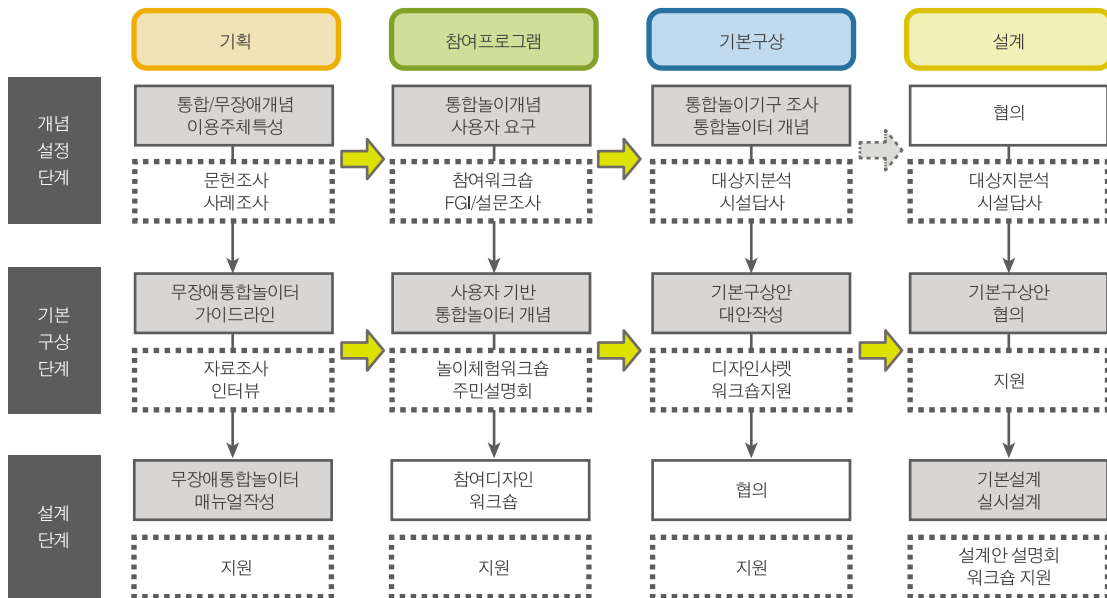 기획
참여프로그램
기본구상
설계
개념
설정
단계
통합/무장애개념
이용주체특성
통합놀이개념
사용자 요구
통합놀이기구 조사
통합놀이터 개념
협의
문헌조사
사례조사
참여워크숍
FGI/설문조사
대상지분석
시설답사
대상지분석
시설답사
기본
구상
단계
무장애통합놀이터
가이드라인
사용자 기반
통합놀이터 개념
기본구상안
대안작성
기본구상안
협의
자료조사
인터뷰
놀이체험워크숍
주민설명회
디자인샤렛
워크숍지원
지원
설계
단계
무장애통합놀이터
매뉴얼작성
참여디자인
워크숍
협의
기본설계
실시설계
지원
지원
지원
설계안 설명회
워크숍 지원